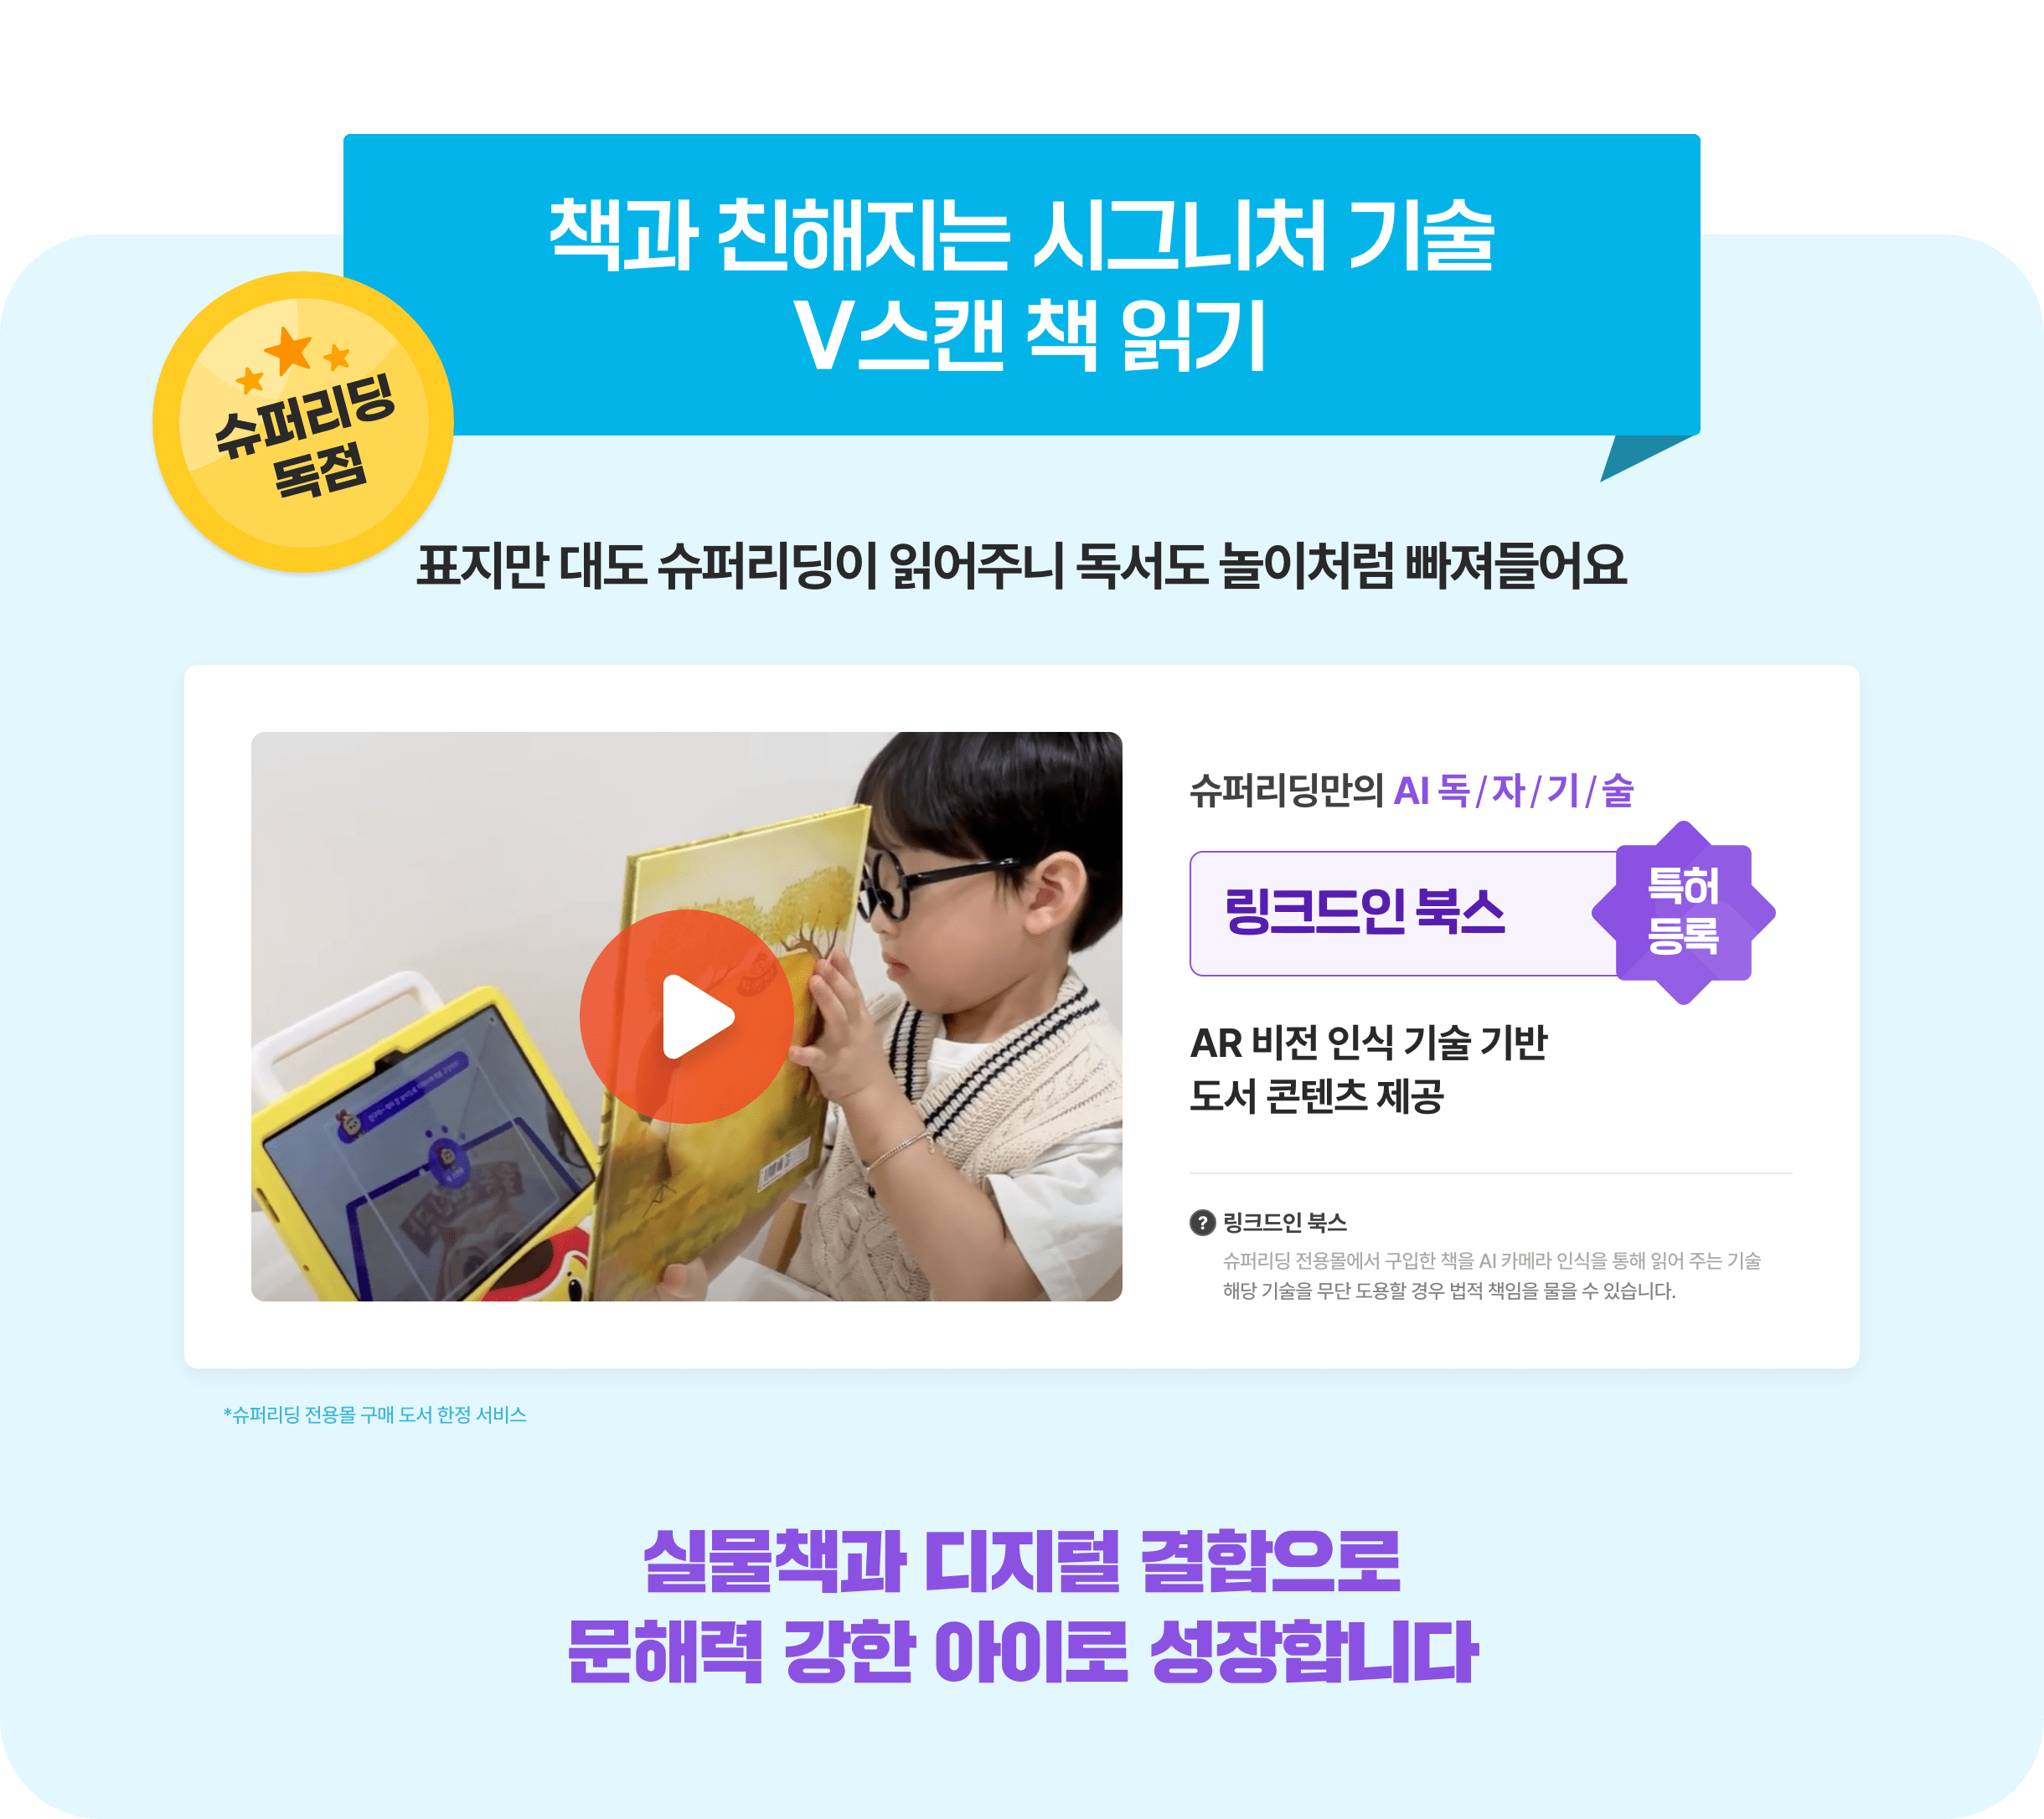 책과 친해지는 시그니처 기술
V스캔 책 읽기
슈퍼리딩
독점
표지만 대도 슈퍼리딩이 읽어주니 독서도 놀이처럼 빠져들어요
슈퍼리딩만의 AI 독/자/기/술
링크드인 북스
특허
등록
AR 비전 인식 기술 기반
도서 콘텐츠 제공
? 링크드인 북스
슈퍼리딩 전용몰에서 구입한 책을 AI 카메라 인식을 통해 읽어 주는 기술
해당 기술을 무단 도용할 경우 법적 책임을 물을 수 있습니다.
*슈퍼리딩 전용몰 구매 도서 한정 서비스
실물책과 디지털 결합으로
문해력 강한 아이로 성장합니다